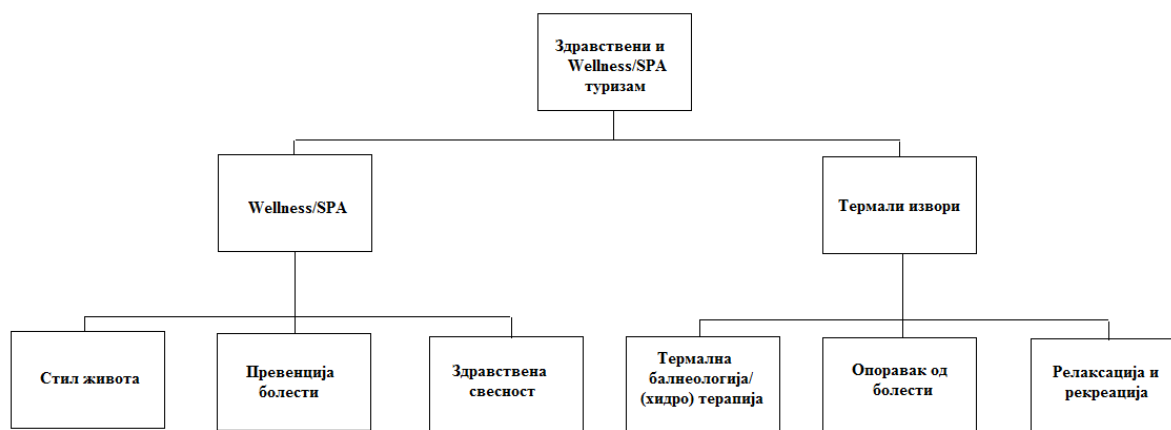 Здравствени и
Wellness/SPA
туризам
Wellness/SPA
Термали извори
Стил живота
Превенција
болести
Здравствена
свесност
Термална
балнеологија/
(хидро) терапија
Опоравак од
болести
Релаксација и
рекреација